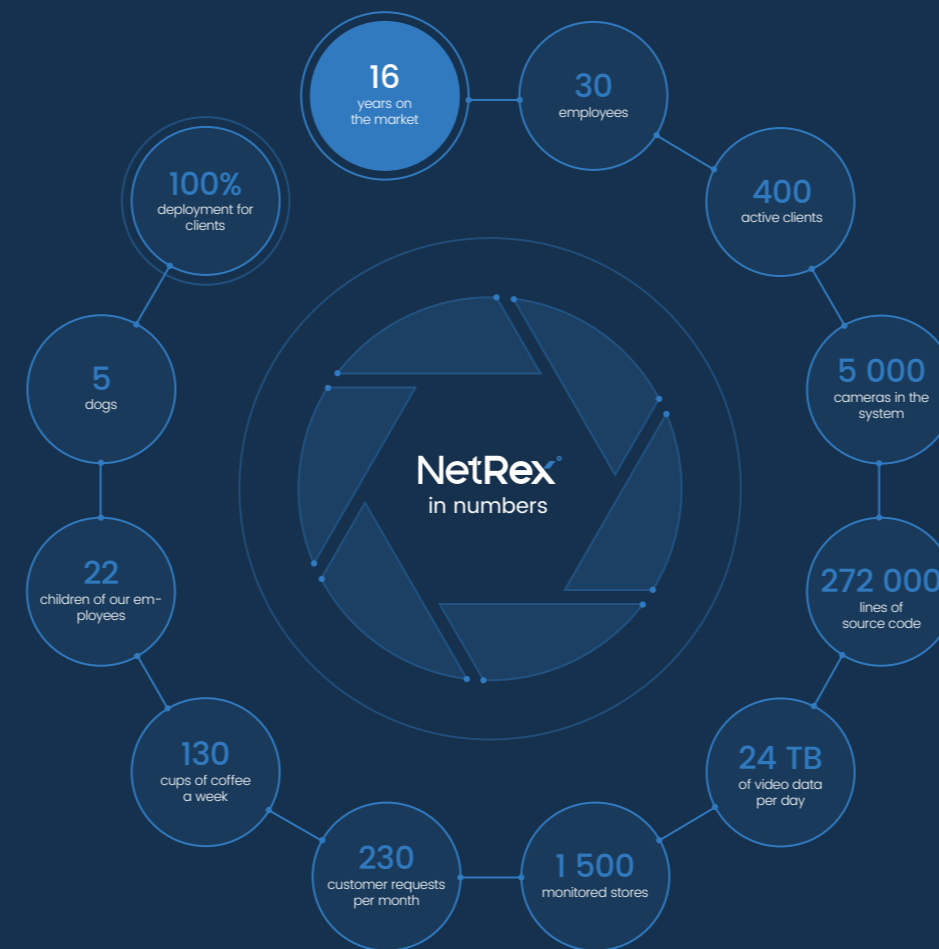 16
years on
the market
30
employees
400
active clients
5 000
cameras in the
system
272 000
lines of
source code
24 TB
of video data
per day
1 500
monitored stores
230
customer requests
per month
130
cups of coffee
a week
22
children of our em-
ployees
5
dogs
100%
deployment for
clients
NetRex
in numbers